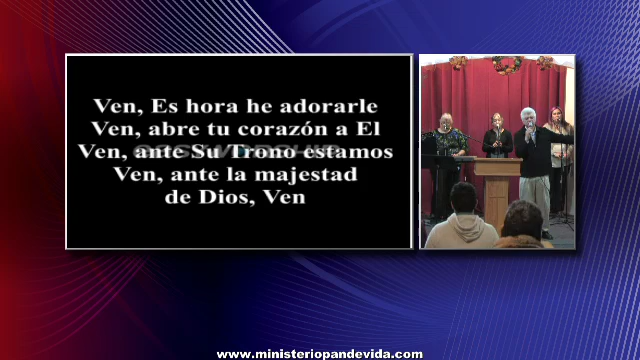 Ven, Es hora he adorarle
Ven, abre tu corazón a El
Ven, ante Su Trono estamos
Ven, ante la majestad
de Dios, Ven
www.ministeriopandevida.com